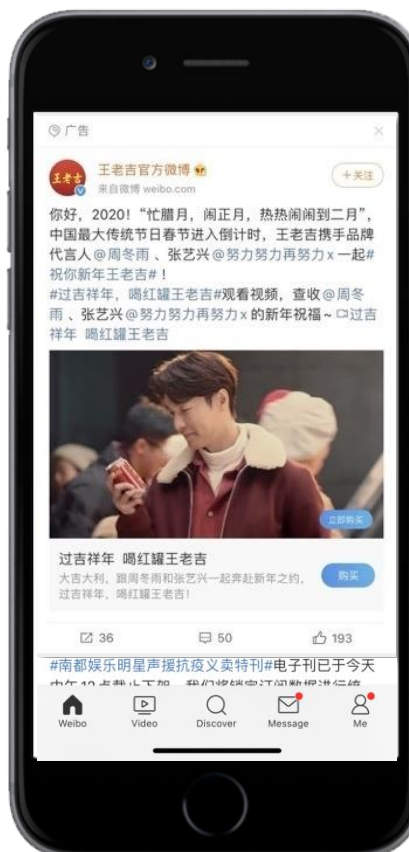 广告
王老吉
王老吉官方微博
来自微博 weibo.com
+关注
你好，2020！“忙腊月，闹正月，热热闹闹到二月”，
中国最大传统节日春节进入倒计时，王老吉携手品牌
代言人@周冬雨 、张艺兴@努力努力再努力x 一起#
祝你新年王老吉#！
#过吉祥年，喝红罐王老吉#观看视频，查收@周冬
雨 、张艺兴@努力努力再努力x 的新年祝福~ 过吉
祥年 喝红罐王老吉
立即购买
过吉祥年 喝红罐王老吉
大吉大利，跟周冬雨和张艺兴一起奔赴新年之约，
过吉祥年，喝红罐王老吉！
购买
36
50
193
#南都娱乐明星声援抗疫义卖特刊#电子刊已于今天
Weibo
Video
Discover
Message
Me